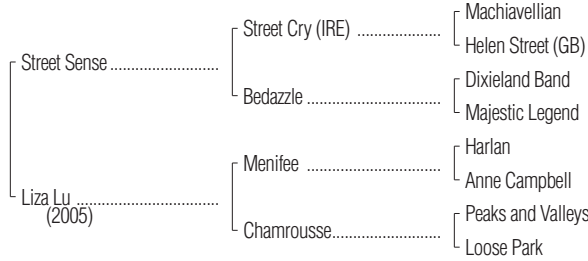 Machiavellian
Street Cry (IRE) ..................
Helen Street (GB)
Street Sense ........................
Dixieland Band
Bedazzle ..............................
Majestic Legend
Harlan
Menifee ..............................
Anne Campbell
Liza Lu ................................
(2005)
Peaks and Valleys
Chamrousse........................
Loose Park